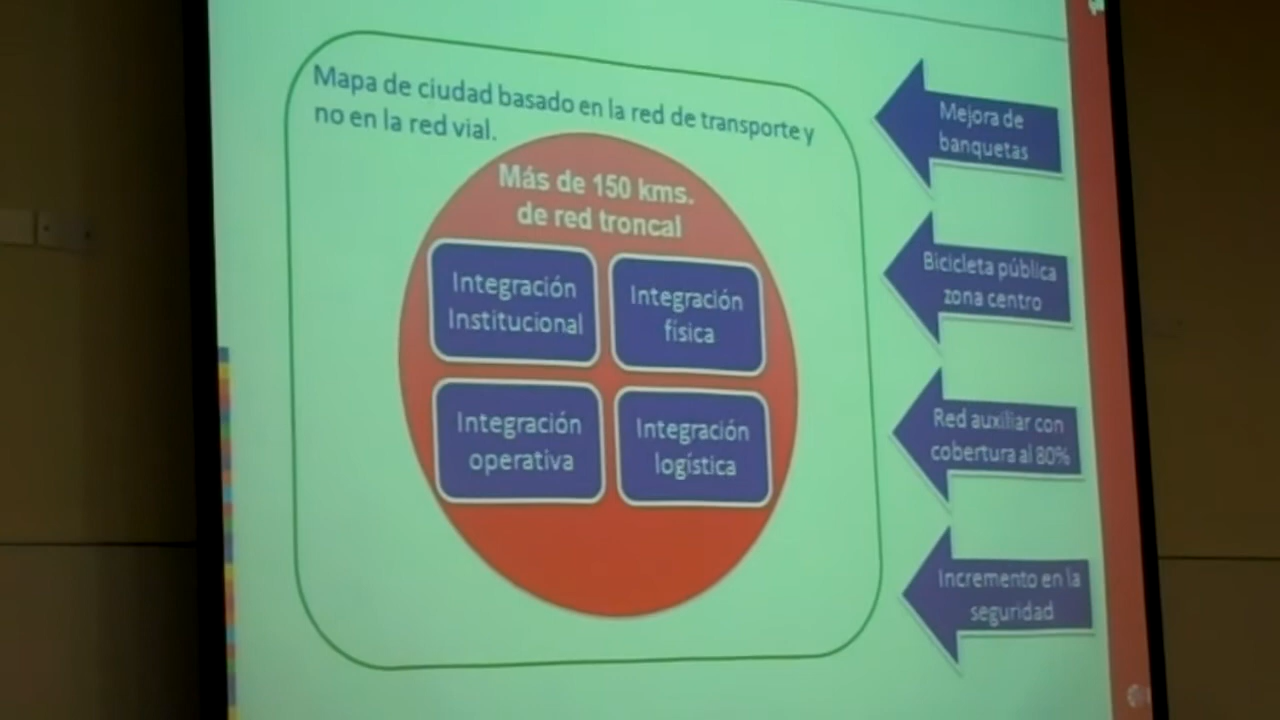 Mapa de ciudad basado en la red de transporte y
no en la red vial.
Más de 150 kms.
de red troncal
Integración
Institucional
Integración
física
Integración
operativa
Integración
logística
Mejora de
banquetas
Bicicleta pública
zona centro
Red auxiliar con
cobertura al 80%
Incremento en la
seguridad